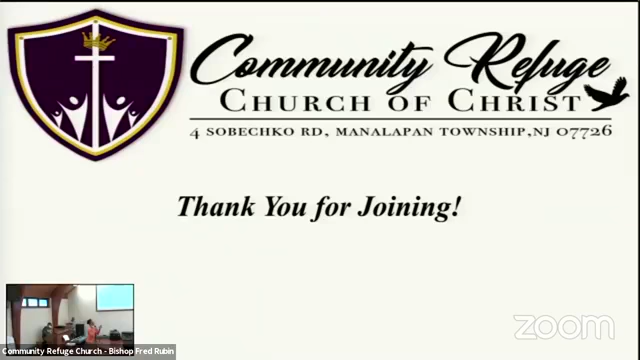 Community Refuge
CHURCH OF CHRIST
4 SOBECHKO RD, MANALAPAN TOWNSHIP,NJ 07726
Thank You for Joining!
Community Refuge Church - Bishop Fred Rubin
zoom